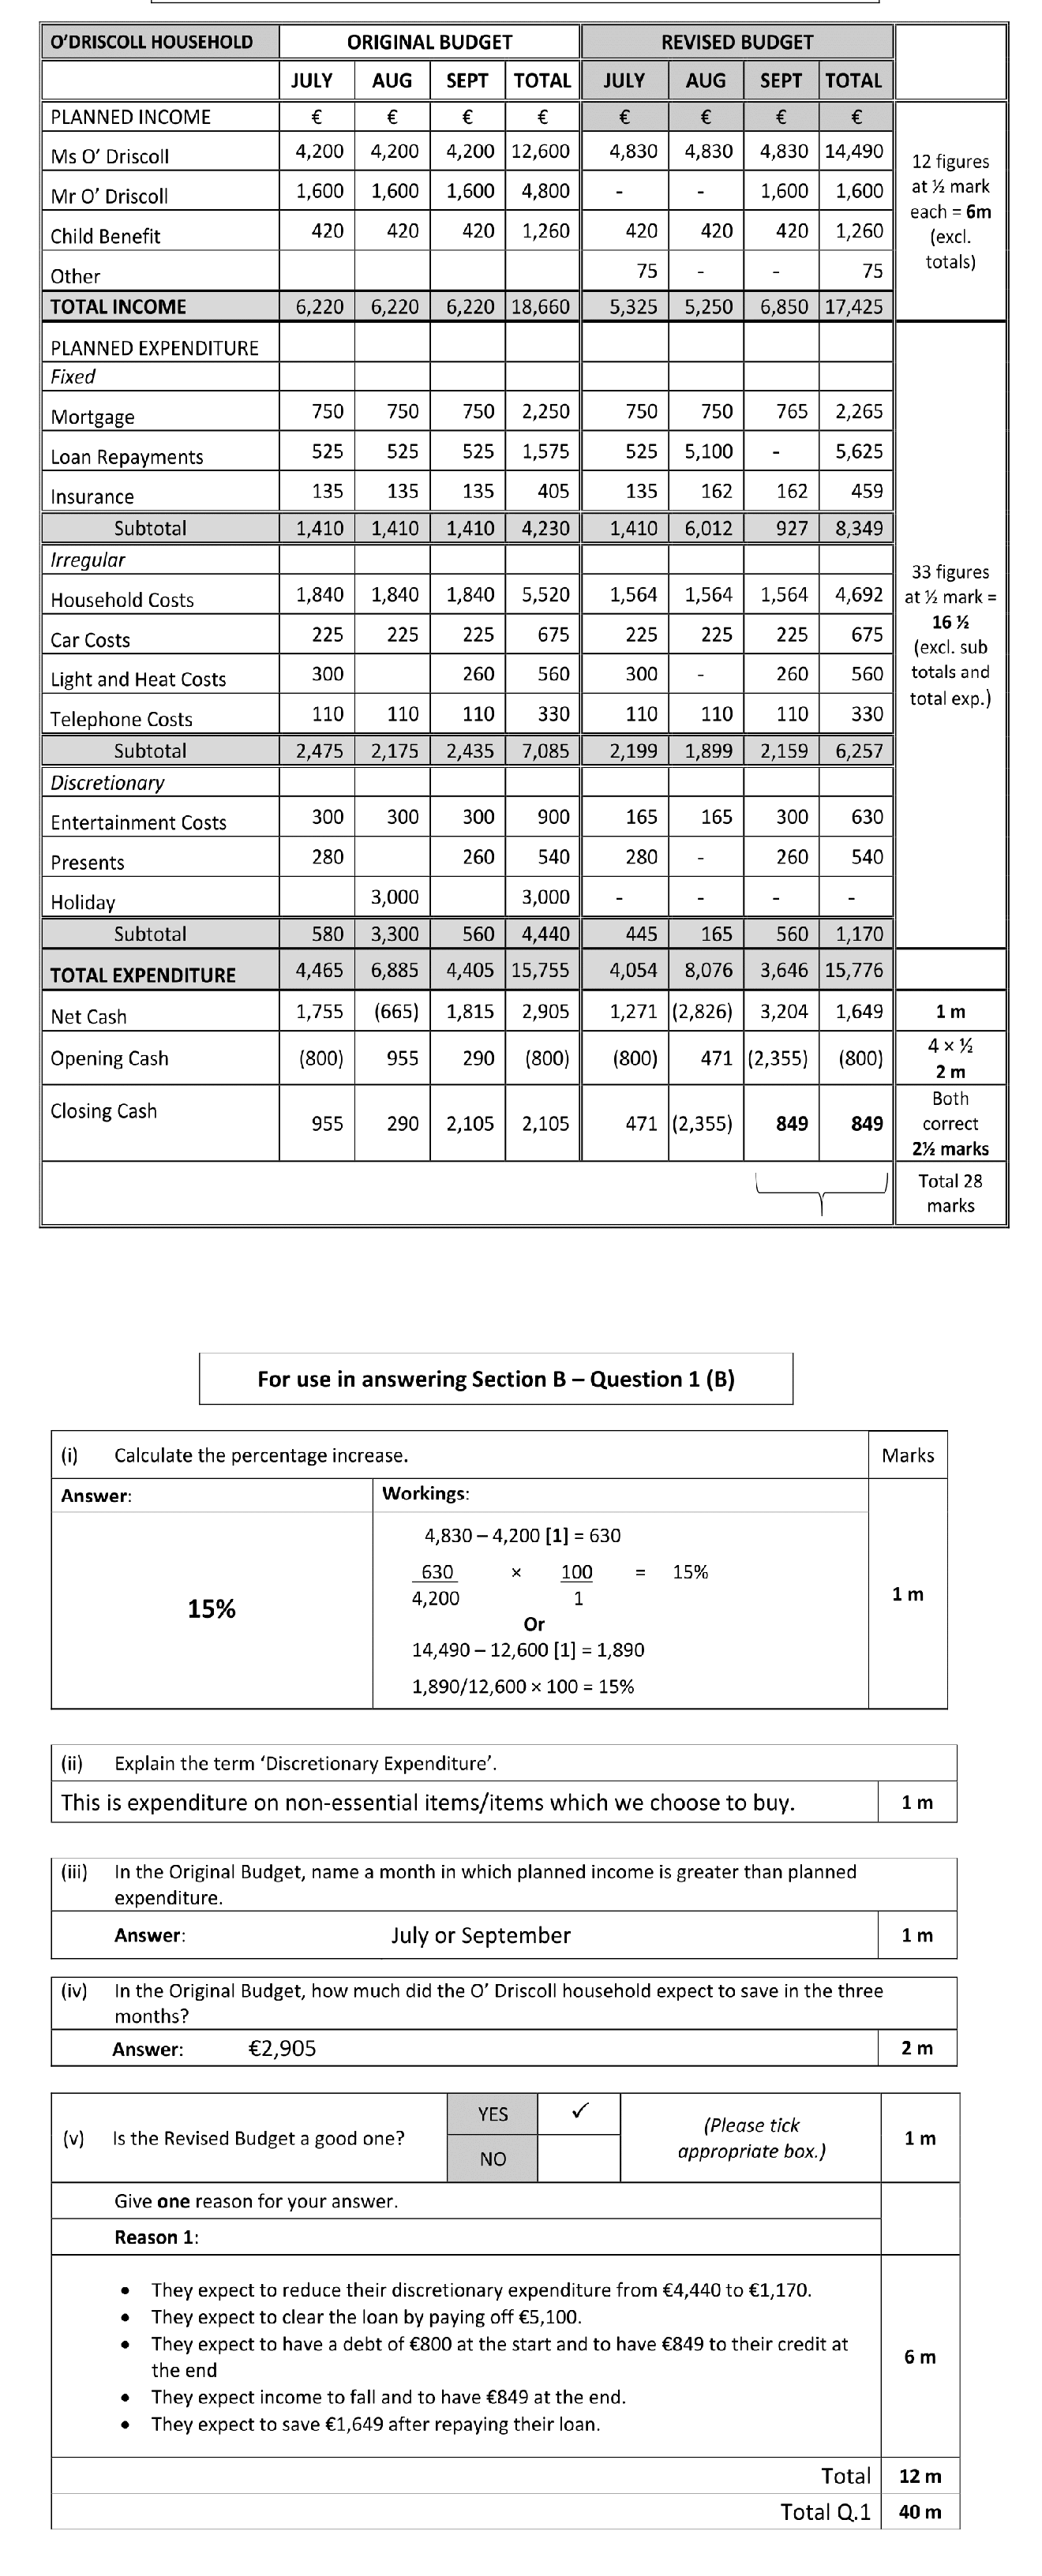 O'DRISCOLL HOUSEHOLD ORIGINAL BUDGET REVISED BUDGET
JULY AUG SEPT TOTAL JULY AUG SEPT TOTAL
PLANNED INCOME € € € € € € € €
Ms O' Driscoll 4,200 4,200 4,200 12,600 4,830 4,830 4,830 14,490
Mr O' Driscoll 1,600 1,600 1,600 4,800 - - 1,600 1,600
Child Benefit 420 420 420 1,260 420 420 420 1,260
Other 75 - - 75
12 figures
at ½ mark
each = 6m
(excl.
totals)
TOTAL INCOME 6,220 6,220 6,220 18,660 5,325 5,250 6,850 17,425
PLANNED EXPENDITURE
Fixed
Mortgage 750 750 750 2,250 750 750 765 2,265
Loan Repayments 525 525 525 1,575 525 5,100 - 5,625
Insurance 135 135 135 405 135 162 162 459
Subtotal 1,410 1,410 1,410 4,230 1,410 6,012 927 8,349
Irregular
Household Costs 1,840 1,840 1,840 5,520 1,564 1,564 1,564 4,692
Car Costs 225 225 225 675 225 225 225 675
Light and Heat Costs 300 260 560 300 - 260 560
Telephone Costs 110 110 110 330 110 110 110 330
33 figures
at ½ mark =
16 ½
(excl. sub
totals and
total exp.)
Subtotal 2,475 2,175 2,435 7,085 2,199 1,899 2,159 6,257
Discretionary
Entertainment Costs 300 300 300 900 165 165 300 630
Presents 280 260 540 280 - 260 540
Holiday 3,000 3,000 - - - -
Subtotal 580 3,300 560 4,440 445 165 560 1,170
TOTAL EXPENDITURE 4,465 6,885 4,405 15,755 4,054 8,076 3,646 15,776
Net Cash 1,755 (665) 1,815 2,905 1,271 (2,826) 3,204 1,649 1 m
Opening Cash (800) 955 290 (800) (800) 471 (2,355) (800) 4 × ½
2 m
Closing Cash 955 290 2,105 2,105 471 (2,355) 849 849 Both
correct
2½ marks
Total 28
marks
For use in answering Section B – Question 1 (B)
(i) Calculate the percentage increase. Marks
Answer: Workings:
4,830 – 4,200 [1] = 630
630 × 100 = 15%
4,200 1
15% 1 m
Or
14,490 – 12,600 [1] = 1,890
1,890/12,600 × 100 = 15%
(ii) Explain the term 'Discretionary Expenditure'.
This is expenditure on non-essential items/items which we choose to buy. 1 m
(iii) In the Original Budget, name a month in which planned income is greater than planned
expenditure.
Answer: July or September 1 m
(iv) In the Original Budget, how much did the O' Driscoll household expect to save in the three
months?
Answer: €2,905 2 m
(v) Is the Revised Budget a good one? YES ✓ (Please tick
appropriate box.) 1 m
NO
Give one reason for your answer.
Reason 1:
• They expect to reduce their discretionary expenditure from €4,440 to €1,170.
• They expect to clear the loan by paying off €5,100.
• They expect to have a debt of €800 at the start and to have €849 to their credit at
the end
• They expect income to fall and to have €849 at the end.
• They expect to save €1,649 after repaying their loan.
6 m
Total 12 m
Total Q.1 40 m